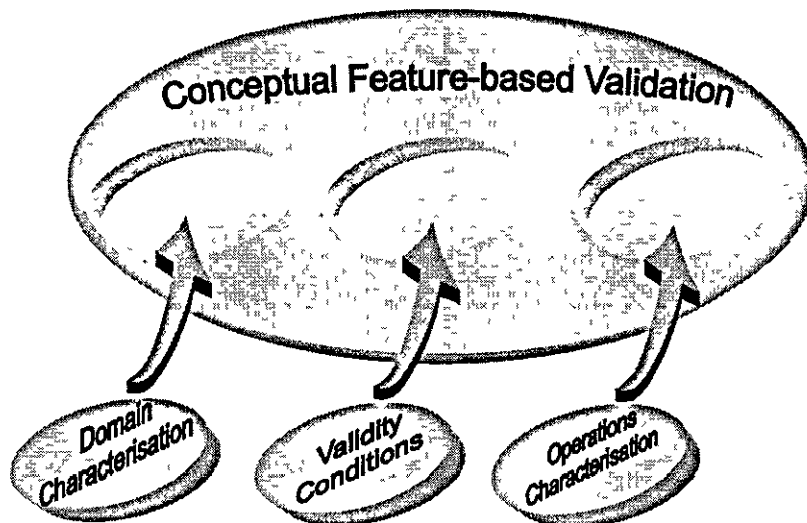 Conceptual Feature-based Validation
Domain
Characterisation
Validity
Conditions
Operations
Characterisation